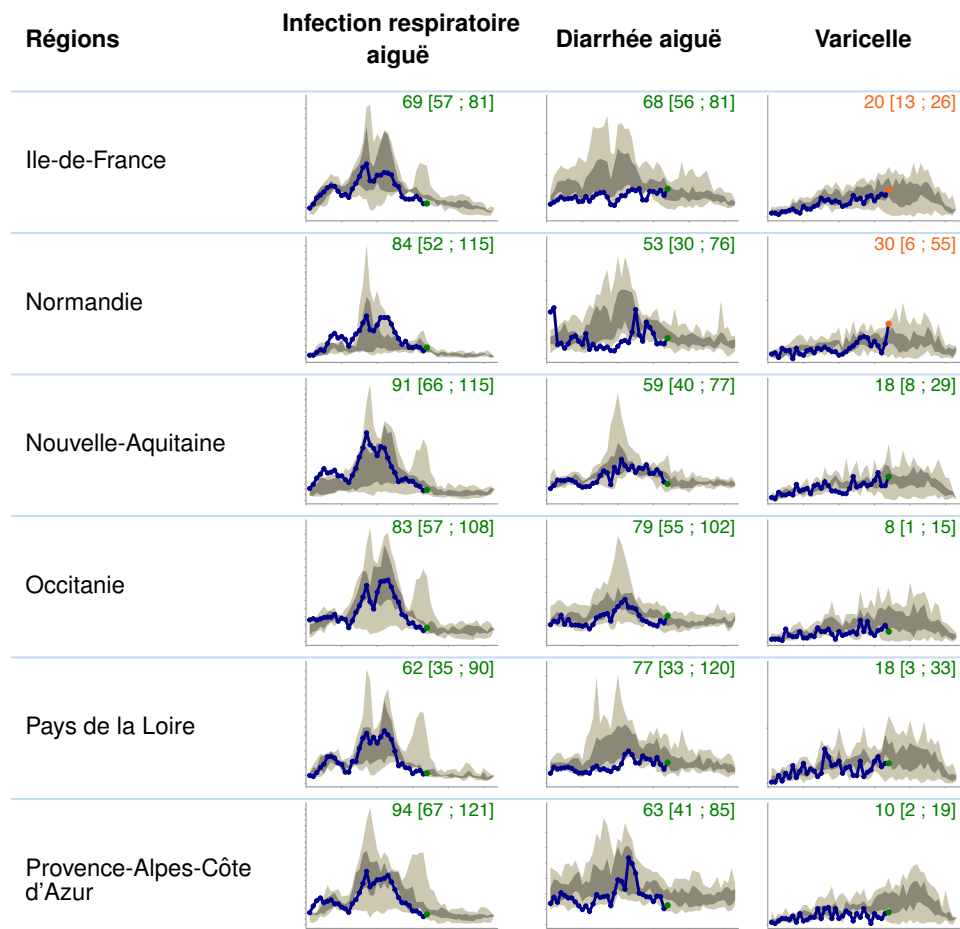 Régions
Infection respiratoire
aiguë
Diarrhée aiguë
Varicelle
Ile-de-France
69 [57 ; 81]
68 [56 ; 81]
20 [13 ; 26]
Normandie
84 [52 ; 115]
53 [30 ; 76]
30 [6 ; 55]
Nouvelle-Aquitaine
91 [66 ; 115]
59 [40 ; 77]
18 [8 ; 29]
Occitanie
83 [57 ; 108]
79 [55 ; 102]
8 [1 ; 15]
Pays de la Loire
62 [35 ; 90]
77 [33 ; 120]
18 [3 ; 33]
Provence-Alpes-Côte
d'Azur
94 [67 ; 121]
63 [41 ; 85]
10 [2 ; 19]